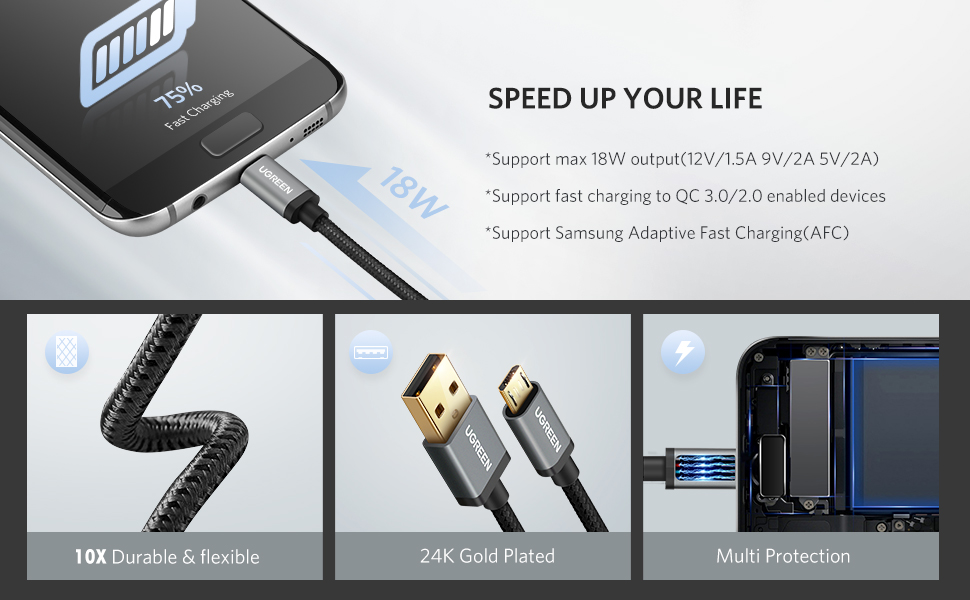 75%
Fast Charging
UGREEN
18W
SPEED UP YOUR LIFE
*Support max 18W output(12V/1.5A 9V/2A 5V/2A)
*Support fast charging to QC 3.0/2.0 enabled devices
*Support Samsung Adaptive Fast Charging(AFC)
UGREEN
UGREEN
10X Durable & flexible
24K Gold Plated
Multi Protection